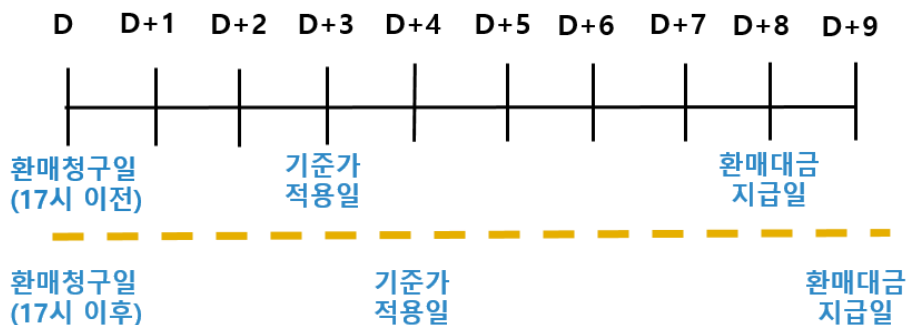 D D+1 D+2 D+3 D+4 D+5 D+6 D+7 D+8 D+9
환매청구일 기준가 환매대금
(17시 이전) 적용일 지급일
환매청구일 기준가 환매대금
(17시 이후) 적용일 지급일